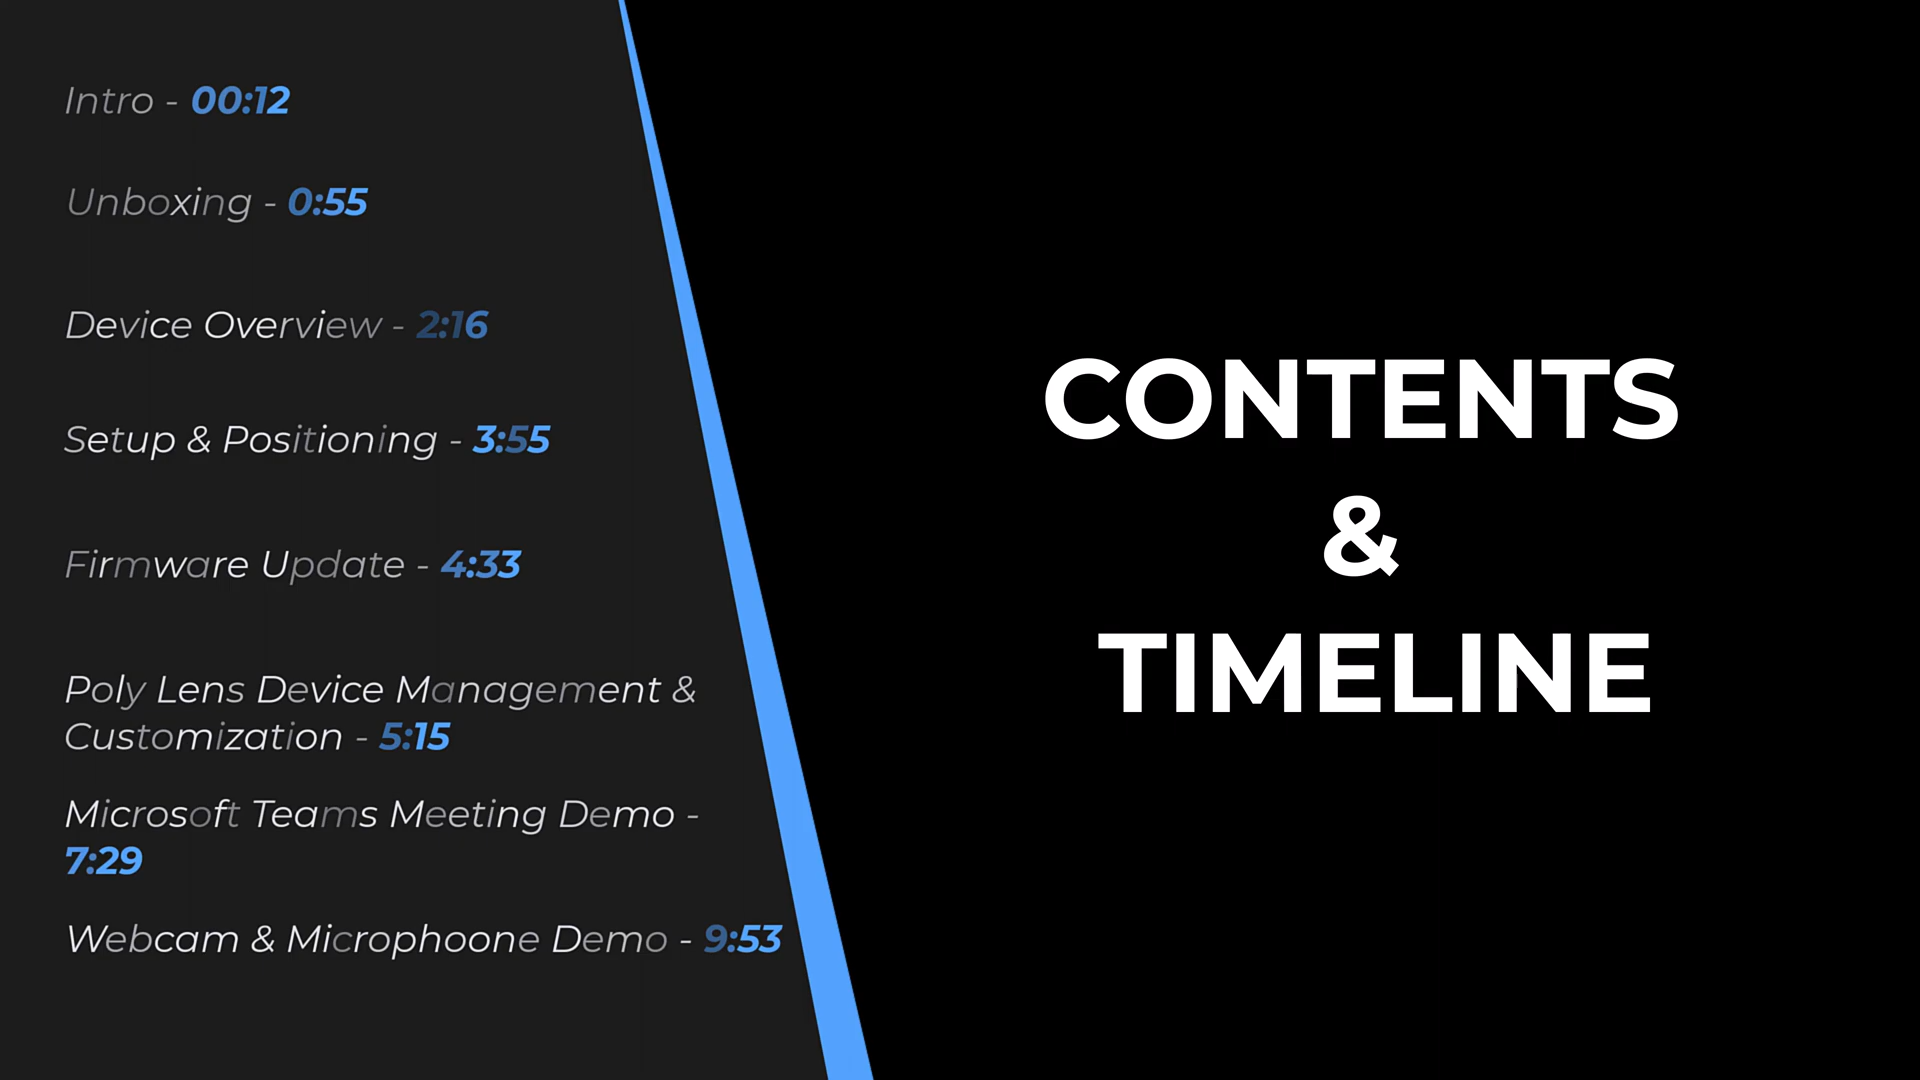 Intro - 00:12
Unboxing - 0:55
Device Overview - 2:16
Setup & Positioning - 3:55
Firmware Update - 4:33
Poly Lens Device Management &
Customization - 5:15
Microsoft Teams Meeting Demo -
7:29
Webcam & Microphoone Demo - 9:53
CONTENTS
&
TIMELINE